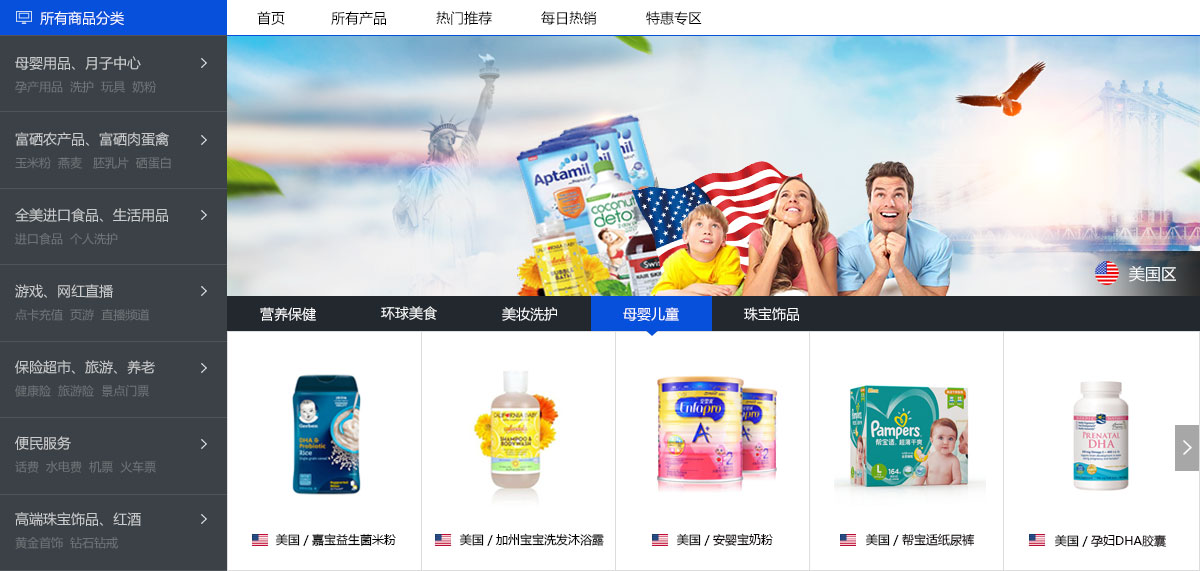 所有商品分类
首页 所有产品 热门推荐 每日热销 特惠专区
母婴用品、月子中心
孕产用品 洗护 玩具 奶粉
富硒农产品、富硒肉蛋禽
玉米粉 燕麦 胚乳片 硒蛋白
全美进口食品、生活用品
进口食品 个人洗护
游戏、网红直播
点卡充值 页游 直播频道
保险超市、旅游、养老
健康险 旅游险 景点门票
便民服务
话费 水电费 机票 火车票
高端珠宝饰品、红酒
黄金首饰 钻石钻戒
Aptamil
coconut
detox
CALIFORNIA BABY
BUBBLE
BATH
Swisse
美国区
营养保健 环球美食 美妆洗护 母婴儿童 珠宝饰品
Gerber
DHA &
Probiotic
Rice
CALIFORNIA BABY
SHAMPOO &
BODYWASH
Enfapro
A+
2
Pampers
帮宝适 超薄干爽
L
164
PRENATAL
DHA
美国 / 嘉宝益生菌米粉
美国 / 加州宝宝洗发沐浴露
美国 / 安婴宝奶粉
美国 / 帮宝适纸尿裤
美国 / 孕妇DHA胶囊